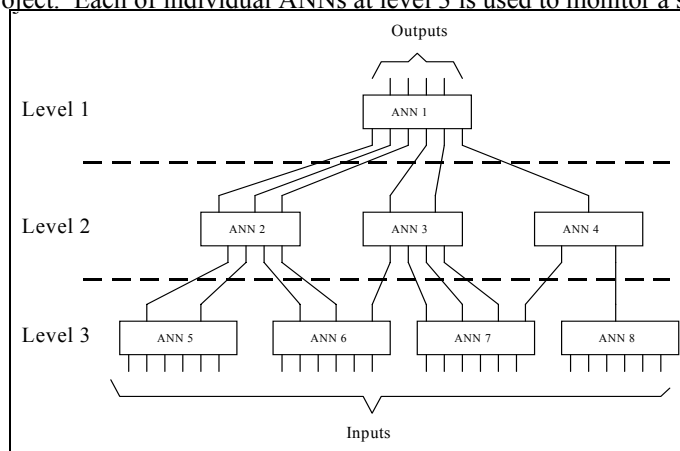 oject. Each of individual ANNs at level 3 is used to monitor a s
Outputs
Level 1
ANN 1
Level 2
ANN 2
ANN 3
ANN 4
Level 3
ANN 5
ANN 6
ANN 7
ANN 8
Inputs